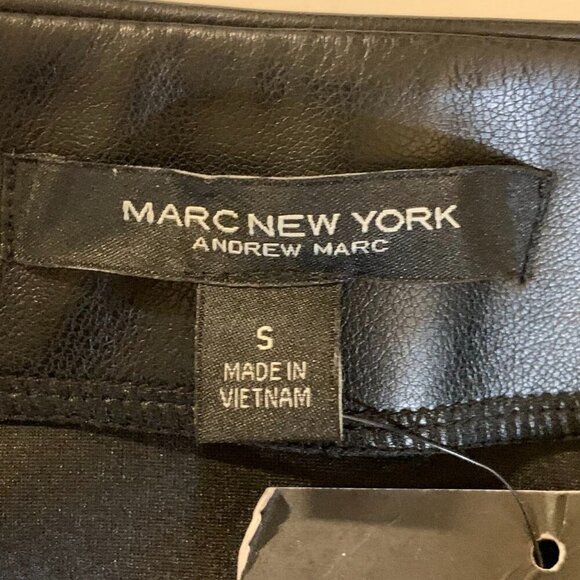 MARC NEW YORK
ANDREW MARC
S
MADE IN
VIETNAM